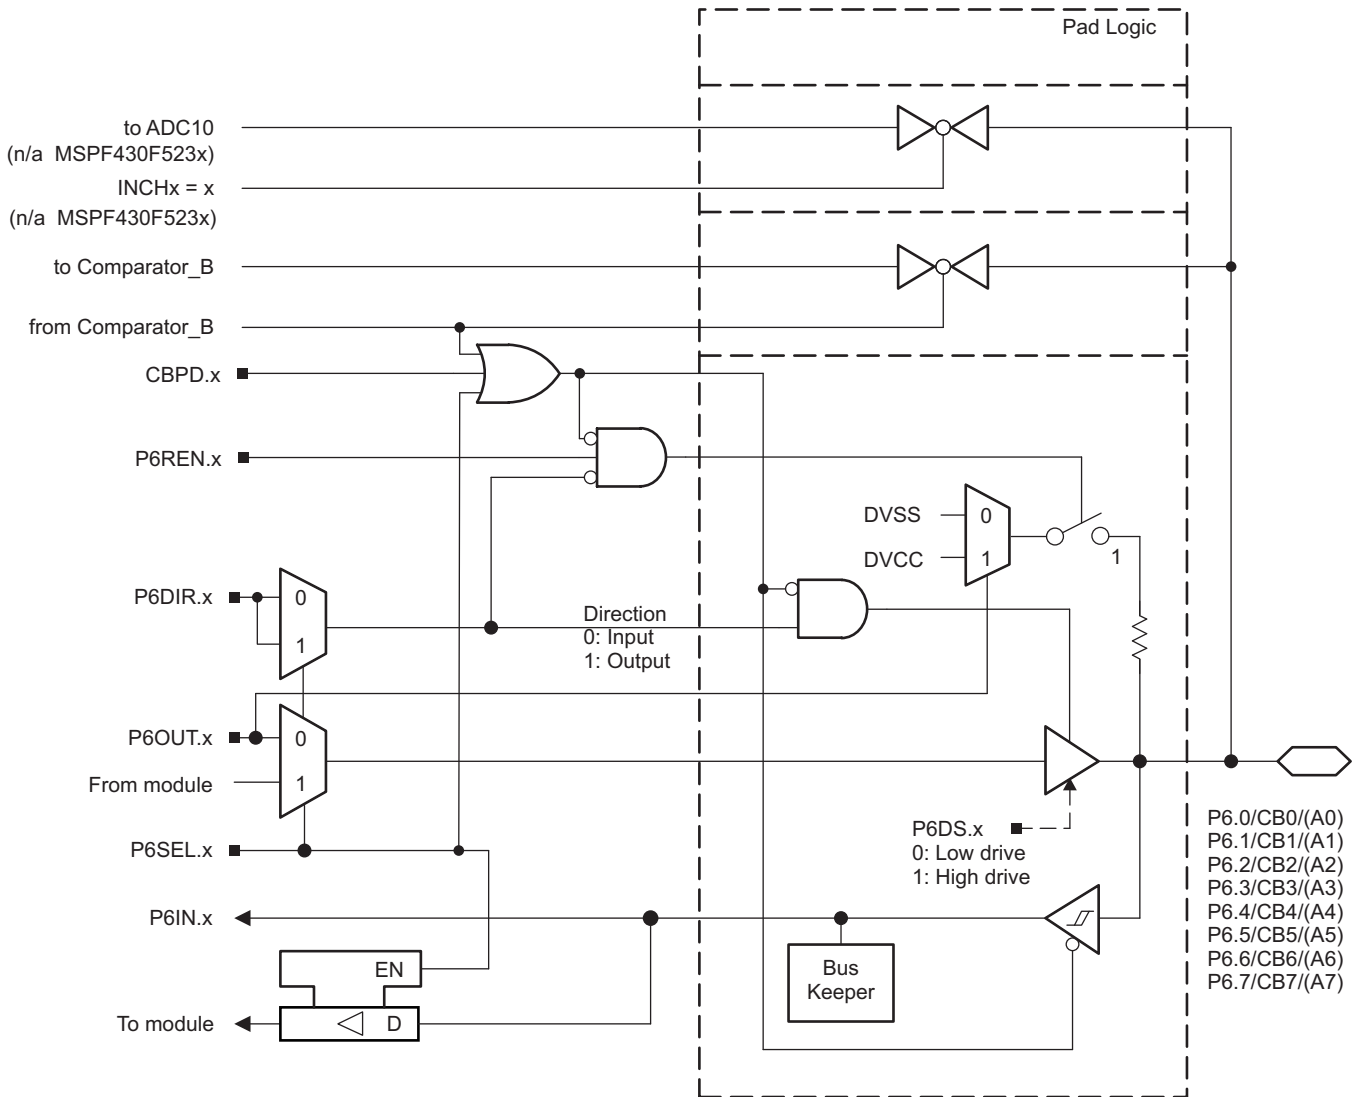 Pad Logic
to ADC10
(n/a MSPF430F523x)
INCHx = x
(n/a MSPF430F523x)
to Comparator_B
from Comparator_B
CBPD.x
P6REN.x
DVSS
0
DVCC
1
1
P6DIR.x
0
1
Direction
0: Input
1: Output
P6OUT.x
0
From module
1
P6DS.x
0: Low drive
1: High drive
P6SEL.x
P6IN.x
EN
Bus
Keeper
To module
D
P6.0/CB0/(A0)
P6.1/CB1/(A1)
P6.2/CB2/(A2)
P6.3/CB3/(A3)
P6.4/CB4/(A4)
P6.5/CB5/(A5)
P6.6/CB6/(A6)
P6.7/CB7/(A7)